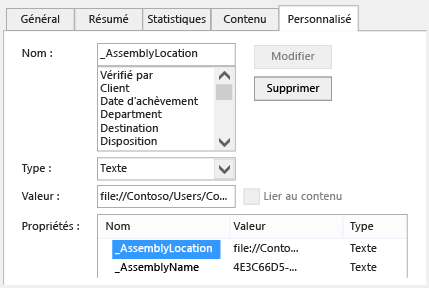 Général Résumé Statistiques Contenu Personnalisé
Nom : _AssemblyLocation Modifier
Vérifié par
Client
Date d'achèvement
Department
Destination
Disposition
Supprimer
Type : Texte
Valeur : file://Contoso/Users/Co... Lier au contenu
Propriétés : Nom Valeur Type
_AssemblyLocation file://Conto... Texte
_AssemblyName 4E3C66D5-... Texte